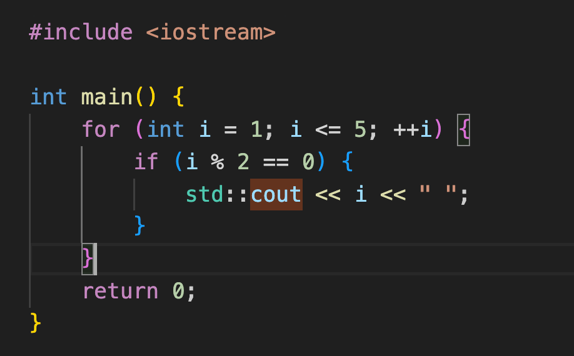 #include <iostream>

int main() {
    for (int i = 1; i <= 5; ++i) {
        if (i % 2 == 0) {
            std::cout << i << " ";
        }
    }
    return 0;
}